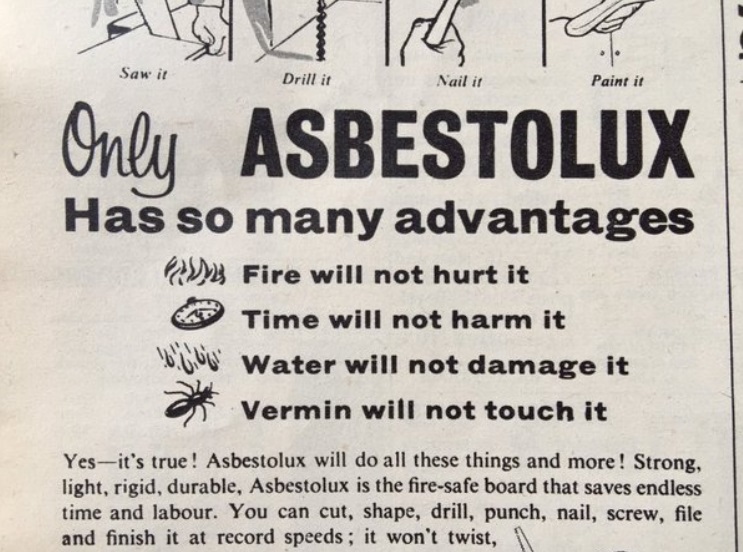 Saw it Drill it Nail it Paint it
Only ASBESTOLUX
Has so many advantages
Fire will not hurt it
Time will not harm it
Water will not damage it
Vermin will not touch it
Yes—it's true! Asbestolux will do all these things and more! Strong,
light, rigid, durable, Asbestolux is the fire-safe board that saves endless
time and labour. You can cut, shape, drill, punch, nail, screw, file
and finish it at record speeds; it won't twist,